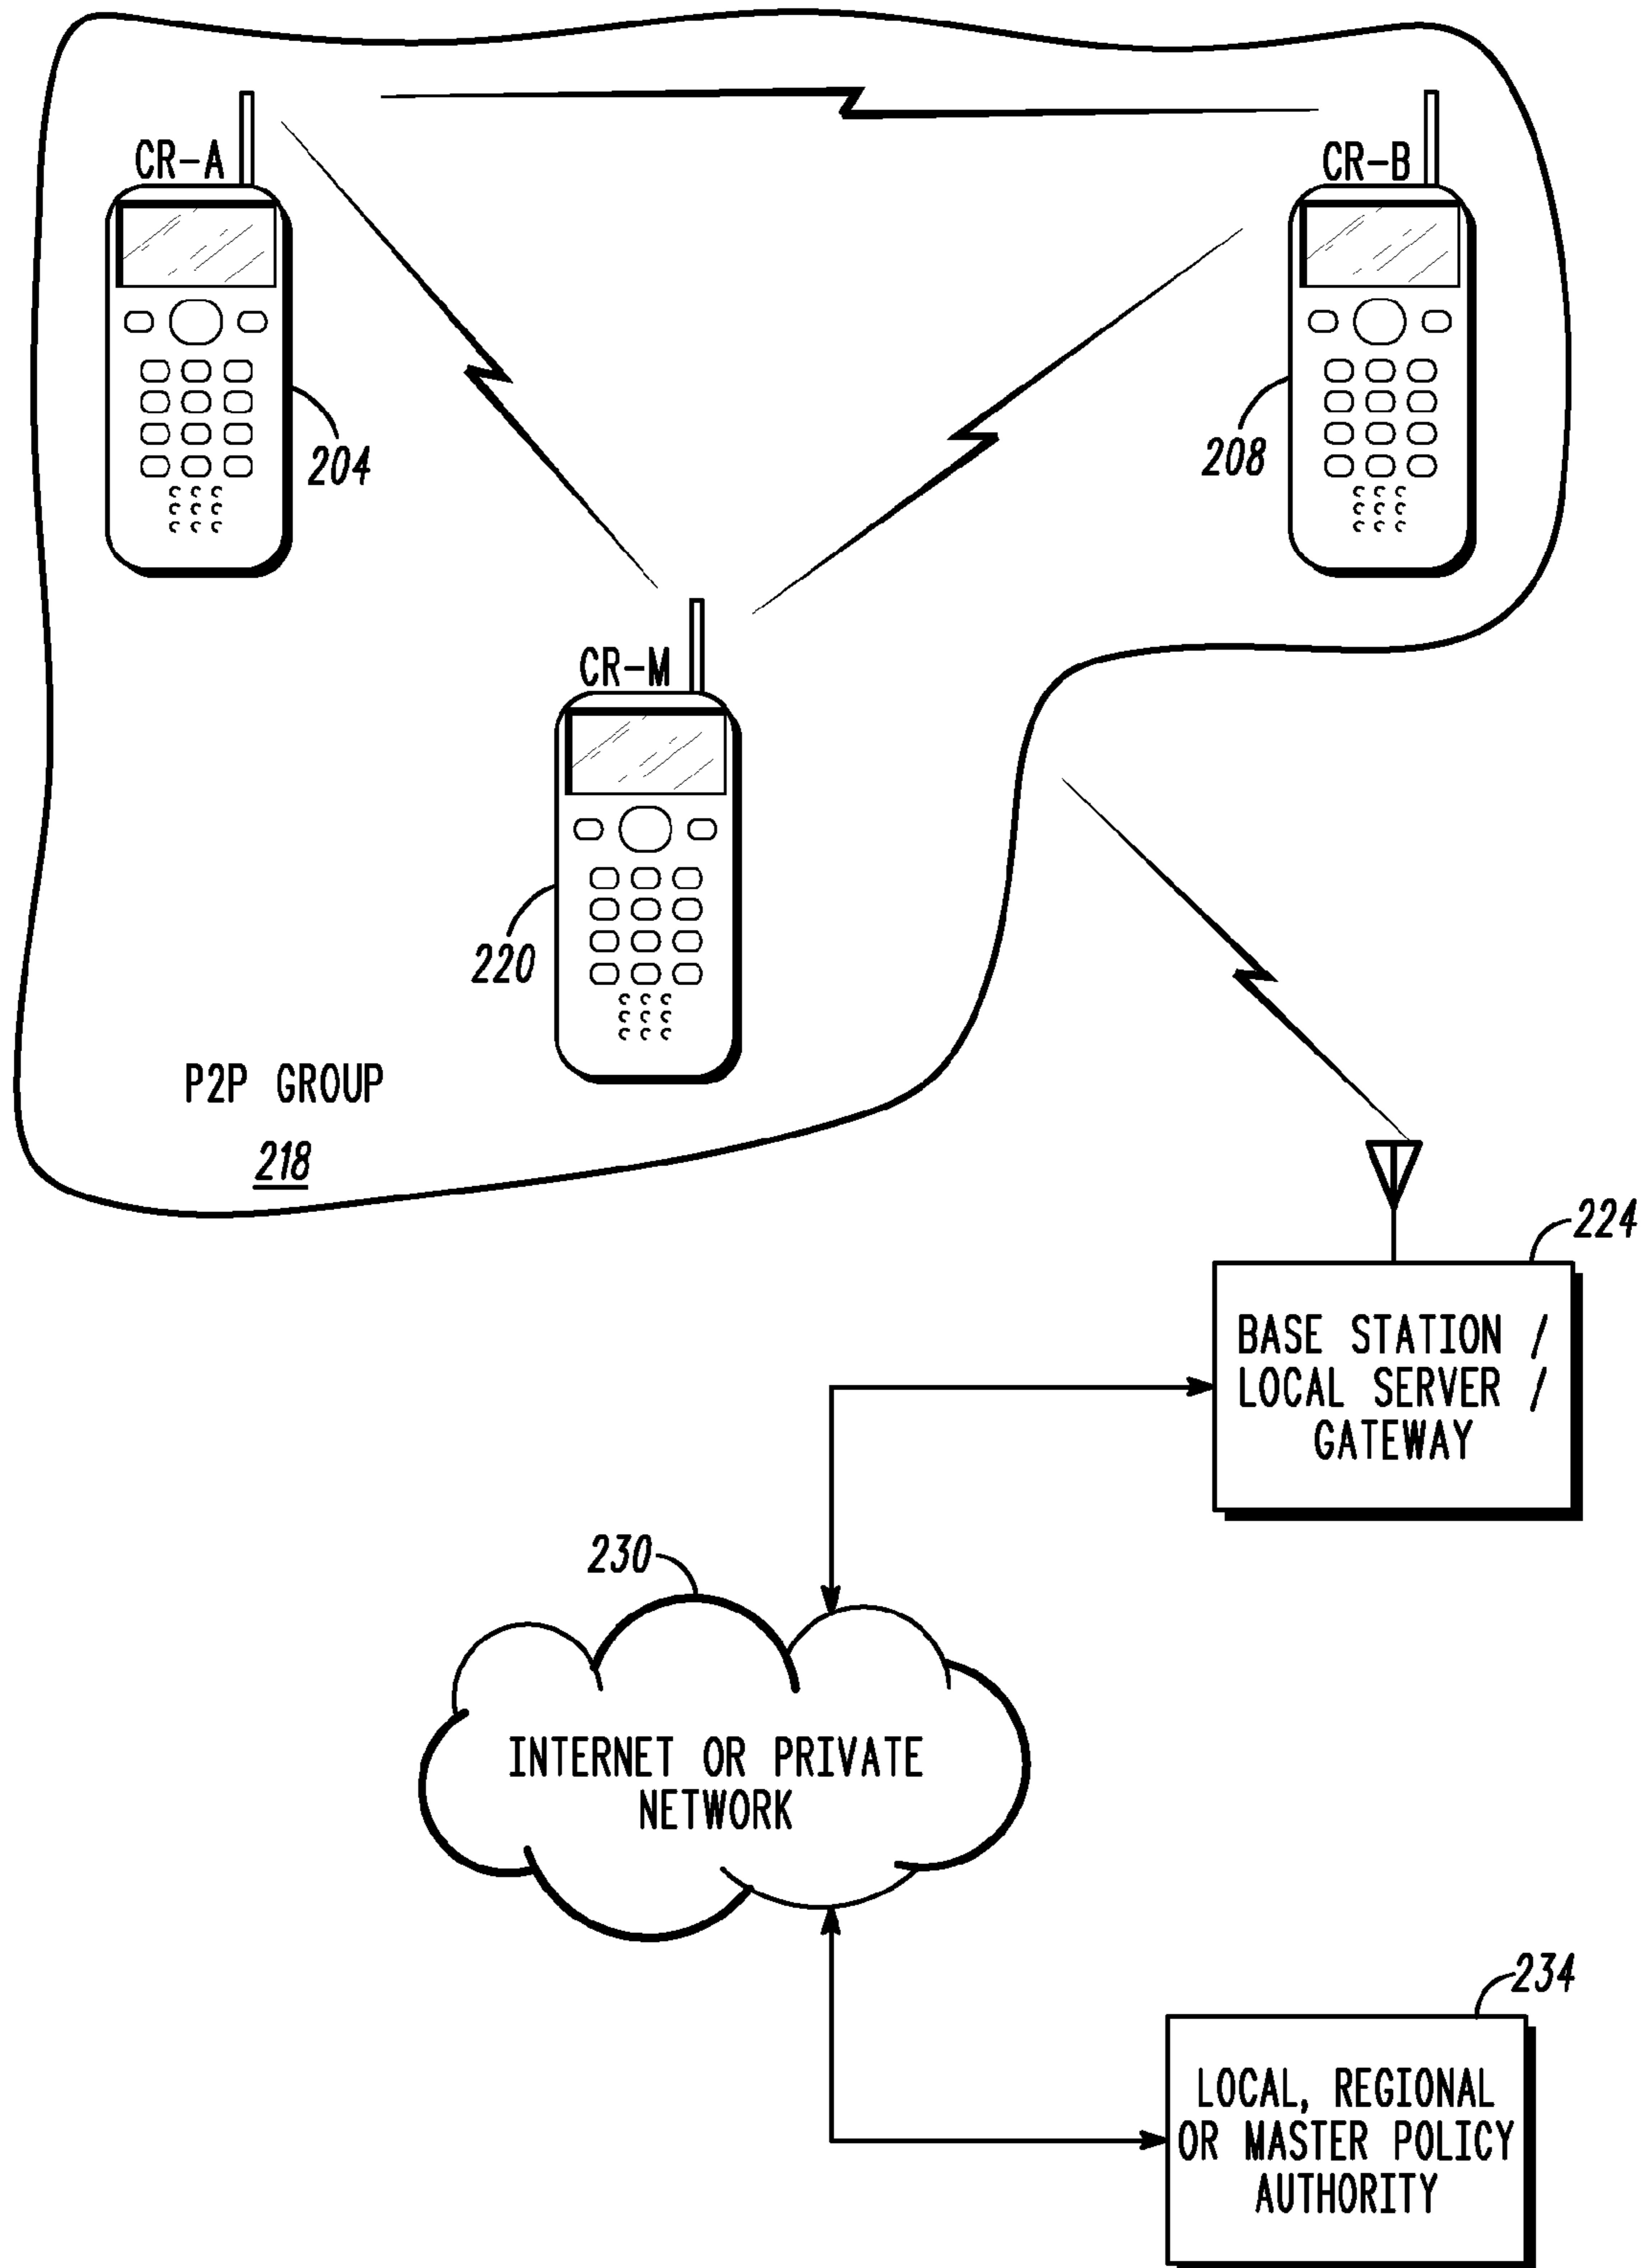 CR-A
CR-B
204
208
CR-M
220
P2P GROUP
218
224
BASE STATION /
LOCAL SERVER /
GATEWAY
230
INTERNET OR PRIVATE
NETWORK
234
LOCAL, REGIONAL
OR MASTER POLICY
AUTHORITY